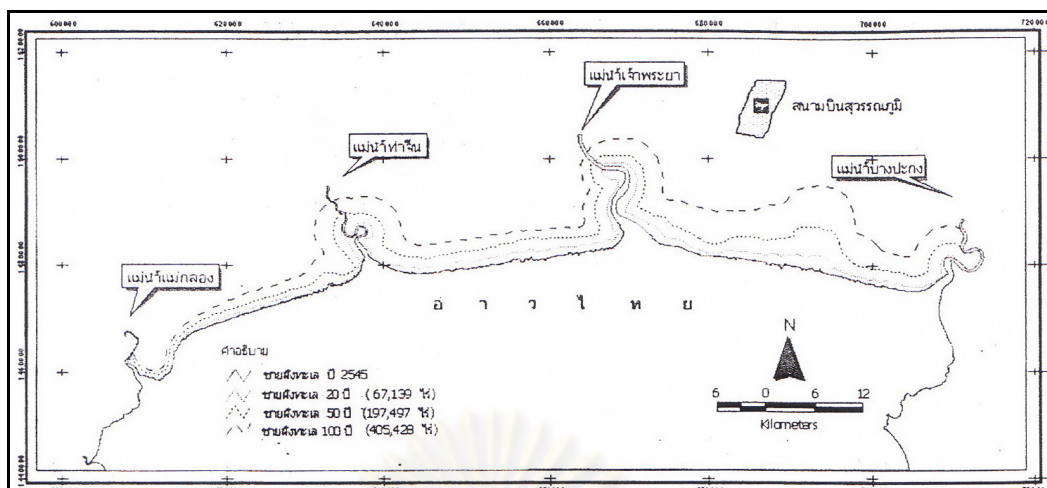 600000 620000 640000 660000 680000 700000 720000
แม่น้ำเจ้าพระยา
สนามบินสุวรรณภูมิ
แม่น้ำท่าจีน
แม่น้ำบางปะกง
แม่น้ำแม่กลอง
อ่าวไทย
คำอธิบาย
ชายฝั่งทะเล ปี 2545
ชายฝั่งทะเล 20 ปี (67,139 ไร่)
ชายฝั่งทะเล 50 ปี (197,497 ไร่)
ชายฝั่งทะเล 100 ปี (405,428 ไร่)
N
6 0 6 12
Kilometers